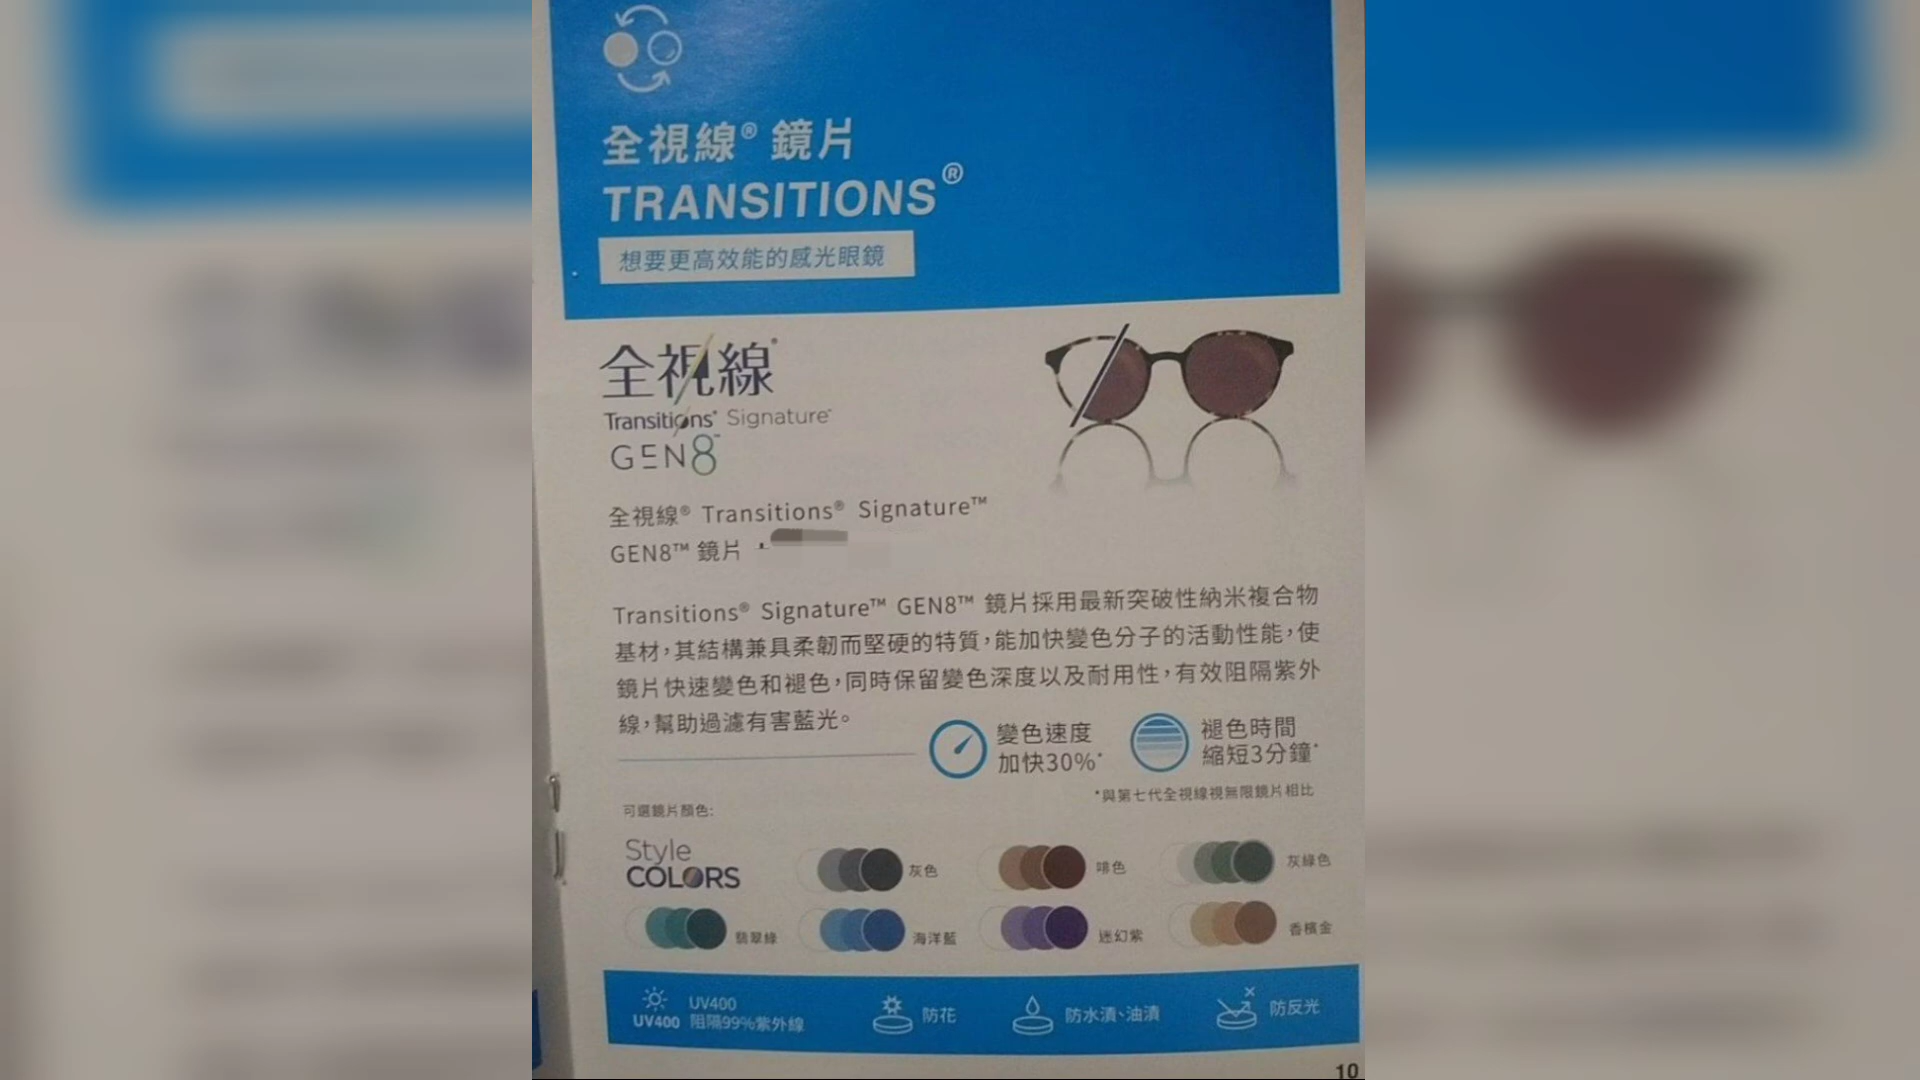 全視線® 鏡片
TRANSITIONS®
想要更高效能的感光眼鏡
全視線®
Transitions® Signature™
GEN8™
全視線® Transitions® Signature™
GEN8™ 鏡片
Transitions® Signature™ GEN8™ 鏡片採用最新突破性納米複合物
基材，其結構兼具柔韌而堅硬的特質，能加快變色分子的活動性能，使
鏡片快速變色和褪色，同時保留變色深度以及耐用性，有效阻隔紫外
線，幫助過濾有害藍光。
變色速度
加快30%*
褪色時間
縮短3分鐘*
*與第七代全視線視無限鏡片相比
可選鏡片顏色:
Style
COLORS
灰色
啡色
灰綠色
翡翠綠
海洋藍
迷幻紫
香檳金
UV400
UV400
阻隔99%紫外線
防花
防水漬、油漬
防反光
10